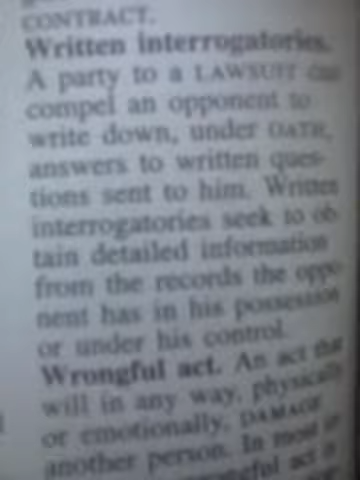 CONTRACT.
Written interrogatories.
A party to a LAWSUIT can
compel an opponent to
write down, under OATH,
answers to written ques-
tions sent to him. Written
interrogatories seek to ob-
tain detailed information
from the records the oppo-
nent has in his possession
or under his control.
Wrongful act. An act that
will in any way, physically
or emotionally, DAMAGE
another person. In most
wrongful act